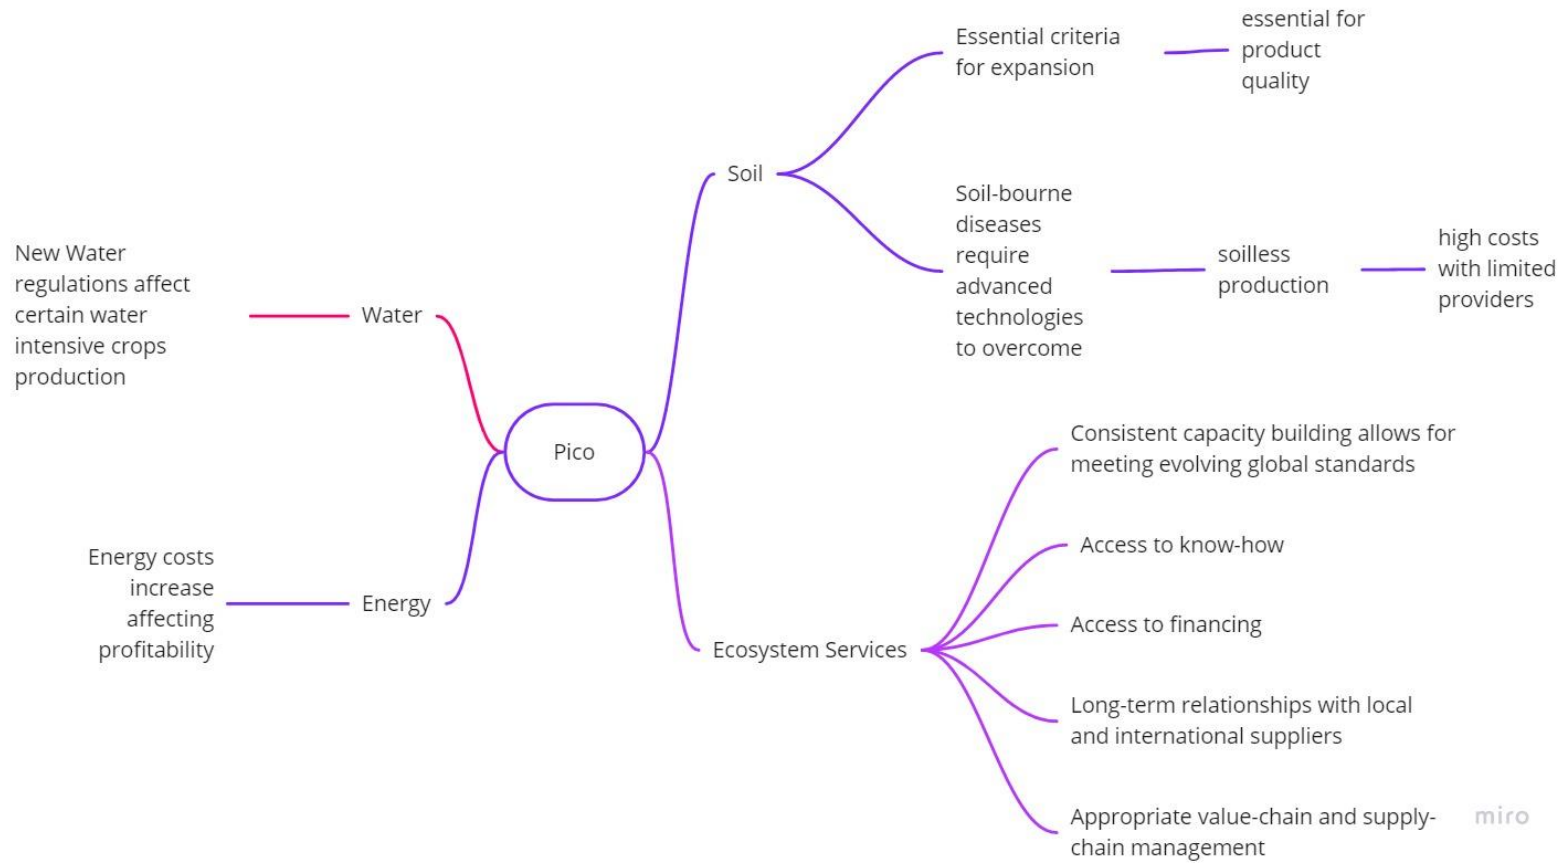 essential for
product
quality
Essential criteria
for expansion
Soil
Soil-bourne
diseases
require
advanced
technologies
to overcome
soilless
production
high costs
with limited
providers
New Water
regulations affect
certain water
intensive crops
production
Water
Pico
Energy costs
increase
affecting
profitability
Energy
Ecosystem Services
Consistent capacity building allows for
meeting evolving global standards
Access to know-how
Access to financing
Long-term relationships with local
and international suppliers
Appropriate value-chain and supply-
chain management
miro